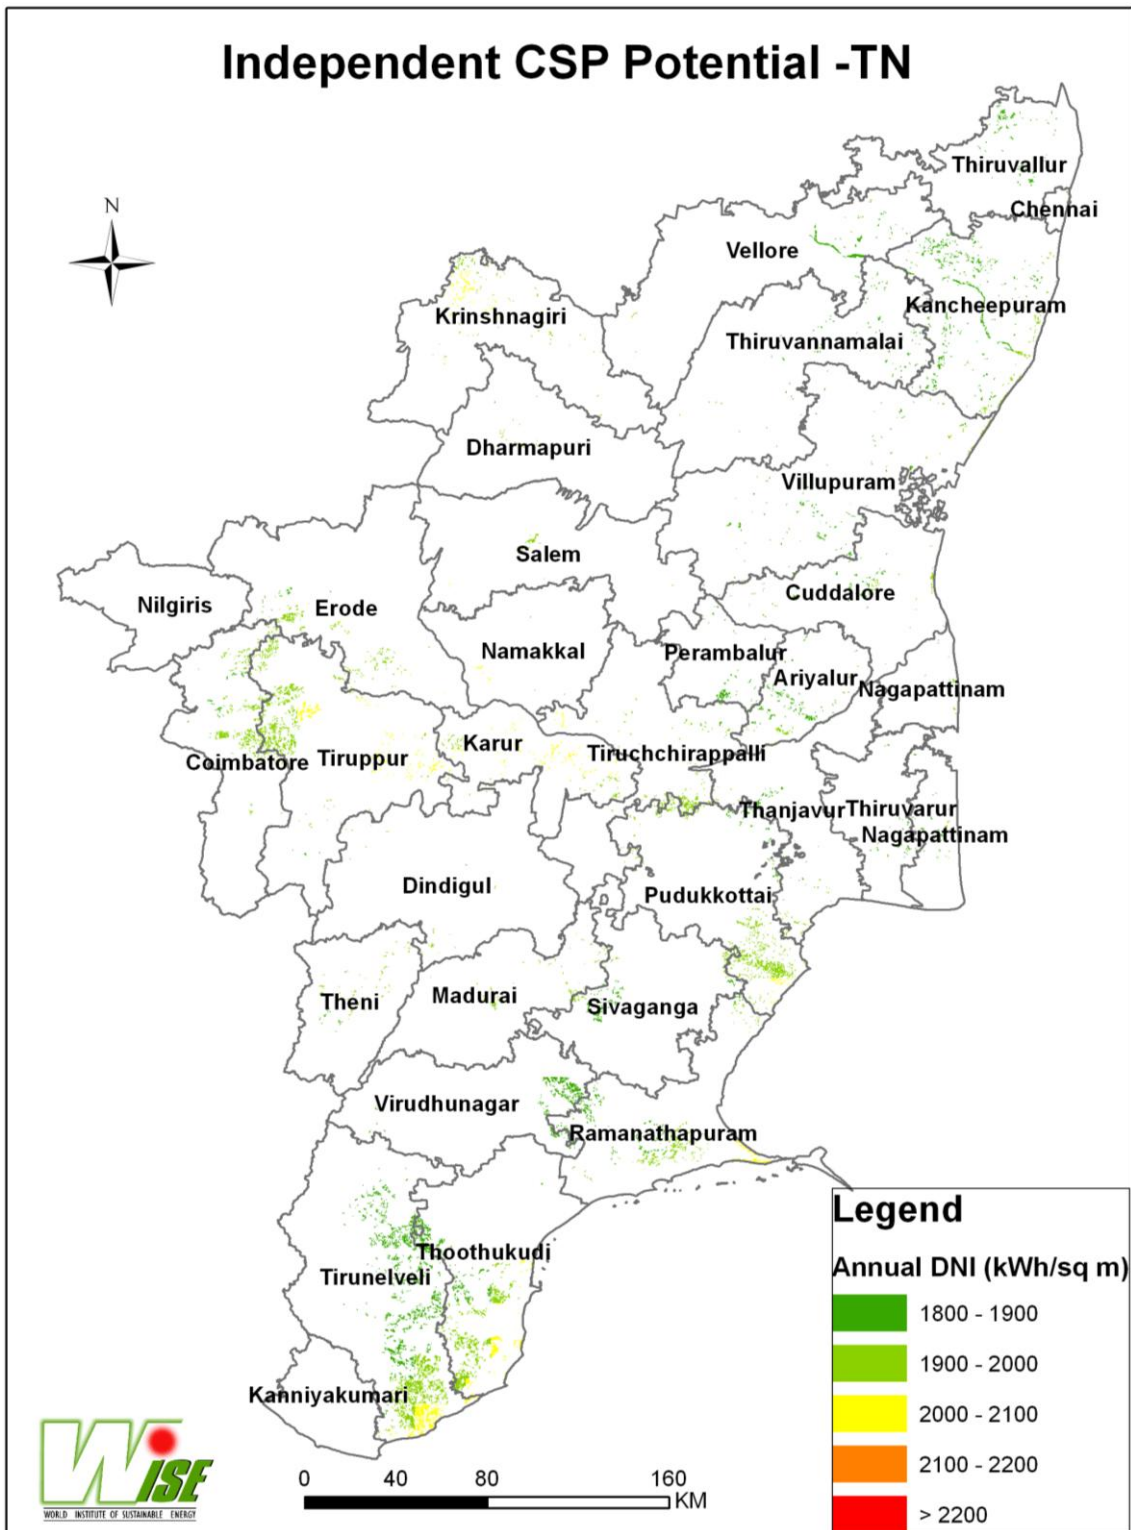 Independent CSP Potential -TN
N
Thiruvallur
Chennai
Vellore
Kancheepuram
Krinshnagiri
Thiruvannamalai
Dharmapuri
Villupuram
Salem
Cuddalore
Nilgiris
Erode
Namakkal
Perambalur
Ariyalur
Nagapattinam
Karur
Tiruchchirappalli
Coimbatore
Tiruppur
Thanjavur
Thiruvarur
Nagapattinam
Dindigul
Pudukkottai
Theni
Madurai
Sivaganga
Virudhunagar
Ramanathapuram
Thoothukudi
Tirunelveli
Kanniyakumari
Legend
Annual DNI (kWh/sq m)
1800 - 1900
1900 - 2000
2000 - 2100
2100 - 2200
> 2200
0 40 80 160
KM
WISE
WORLD INSTITUTE OF SUSTAINABLE ENERGY